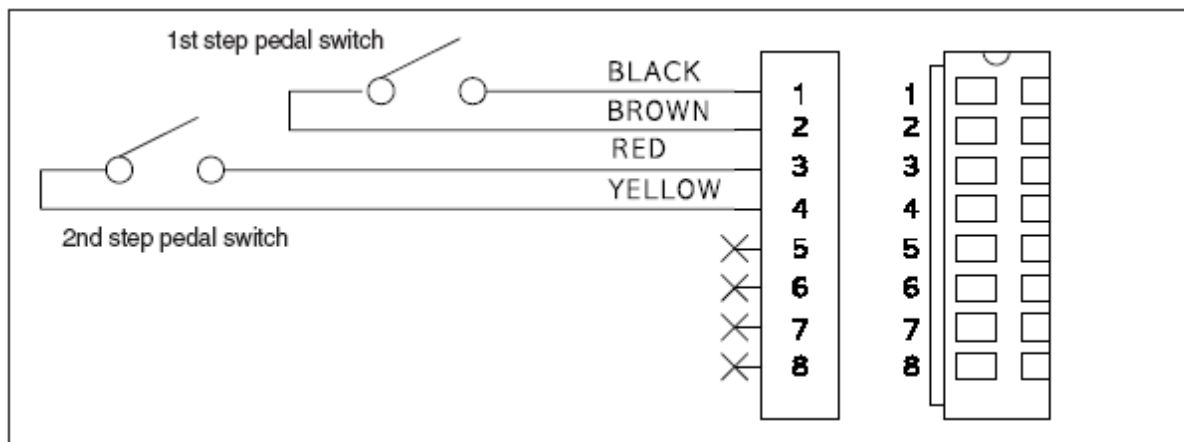 1st step pedal switch
BLACK
1 1
BROWN
2 2
RED
3 3
YELLOW
4 4
2nd step pedal switch
5 5
6 6
7 7
8 8